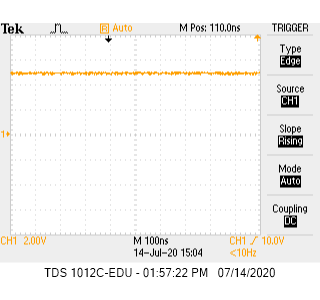 Tek
R Auto
M Pos: 110.0ns
TRIGGER
Type
Edge
Source
CH1
Slope
Rising
Mode
Auto
Coupling
DC
1
CH1 2.00V
M 100ns
CH1 / 10.0V
14-Jul-20 15:04
<10Hz
TDS 1012C-EDU - 01:57:22 PM 07/14/2020